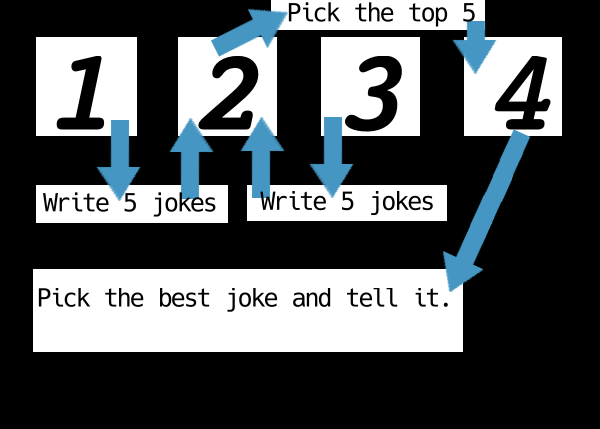 Pick the top 5
1 2 3 4
Write 5 jokes
Write 5 jokes
Pick the best joke and tell it.